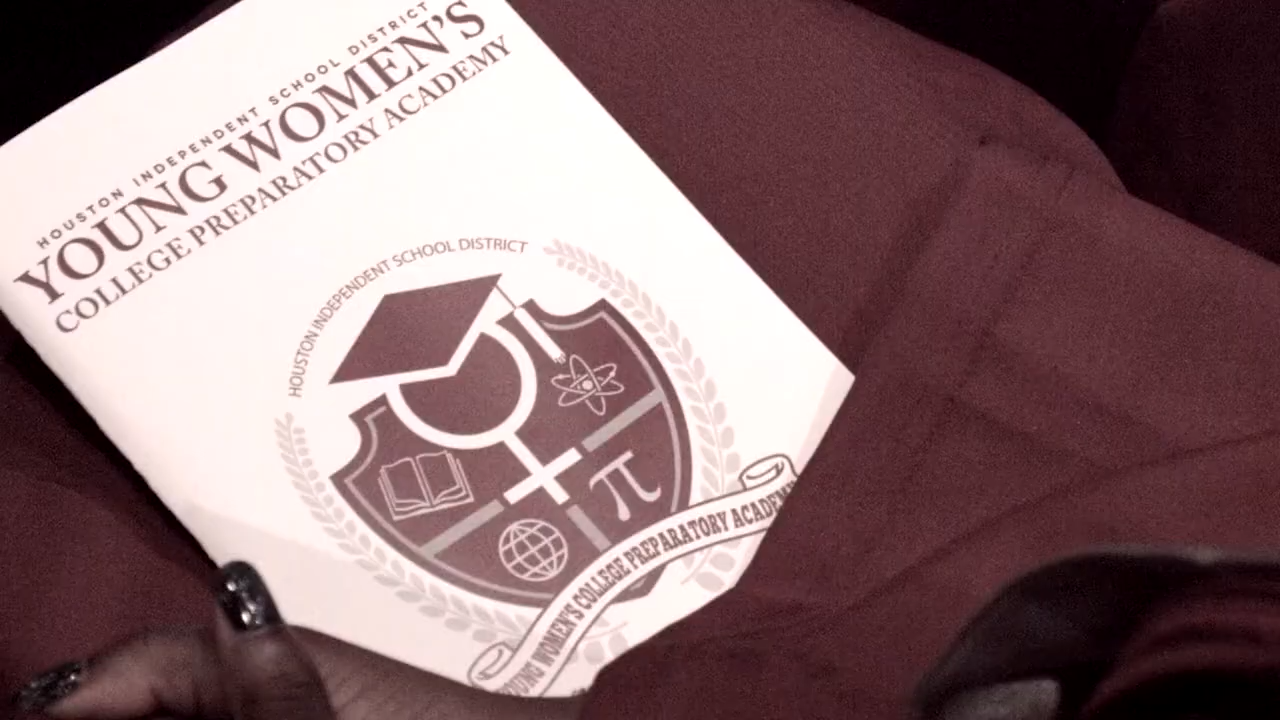 HOUSTON INDEPENDENT SCHOOL DISTRICT
YOUNG WOMEN'S
COLLEGE PREPARATORY ACADEMY
HOUSTON INDEPENDENT SCHOOL DISTRICT
π
YOUNG WOMEN'S COLLEGE PREPARATORY ACADEMY